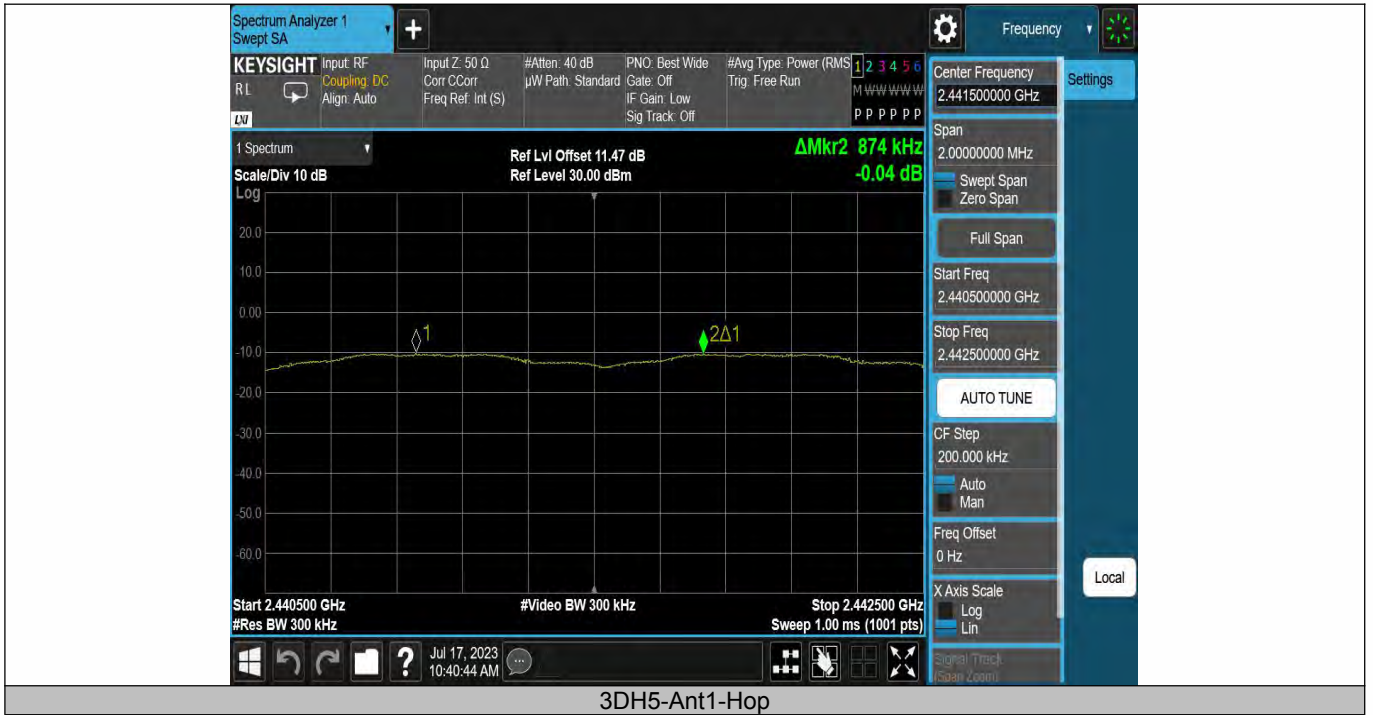 Spectrum Analyzer 1
Swept SA
+
Frequency
KEYSIGHT
RL
LXI
Input: RF
Coupling: DC
Align: Auto
Input Z: 50 Ω
Corr CCorr
Freq Ref: Int (S)
#Atten: 40 dB
µW Path: Standard
PNO: Best Wide
Gate: Off
IF Gain: Low
Sig Track: Off
#Avg Type: Power (RMS
Trig: Free Run
1 2 3 4 5 6
M W W W W W
P P P P P P
Center Frequency
2.441500000 GHz
Settings
1 Spectrum
Scale/Div 10 dB
Ref Lvl Offset 11.47 dB
Ref Level 30.00 dBm
ΔMkr2 874 kHz
-0.04 dB
Span
2.00000000 MHz
Swept Span
Zero Span
Full Span
Start Freq
2.440500000 GHz
Stop Freq
2.442500000 GHz
AUTO TUNE
CF Step
200.000 kHz
Auto
Man
Freq Offset
0 Hz
X Axis Scale
Log
Lin
Signal Track
(Span Zoom)
Local
Log
20.0
10.0
0.00
-10.0
-20.0
-30.0
-40.0
-50.0
-60.0
1
2Δ1
Start 2.440500 GHz
#Res BW 300 kHz
#Video BW 300 kHz
Stop 2.442500 GHz
Sweep 1.00 ms (1001 pts)
?
Jul 17, 2023
10:40:44 AM
3DH5-Ant1-Hop